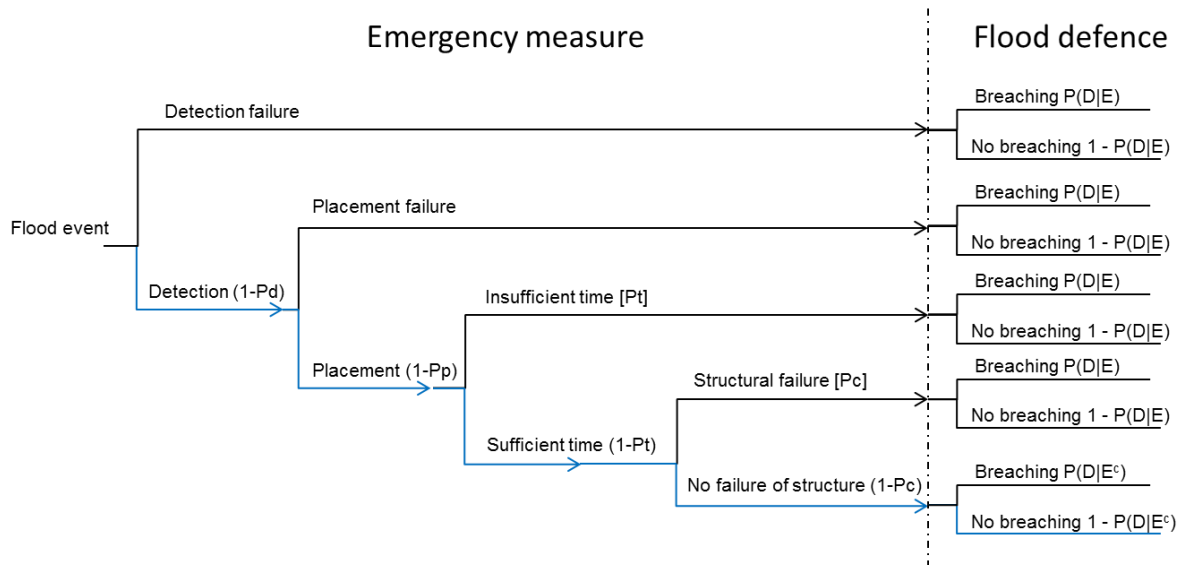 Emergency measure
Flood defence
Breaching P(D|E)
Detection failure
No breaching 1 - P(D|E)
Breaching P(D|E)
Placement failure
Flood event
No breaching 1 - P(D|E)
Breaching P(D|E)
Detection (1-Pd)
Insufficient time [Pt]
No breaching 1 - P(D|E)
Breaching P(D|E)
Placement (1-Pp)
Structural failure [Pc]
No breaching 1 - P(D|E)
Sufficient time (1-Pt)
Breaching P(D|Eᶜ)
No failure of structure (1-Pc)
No breaching 1 - P(D|Eᶜ)